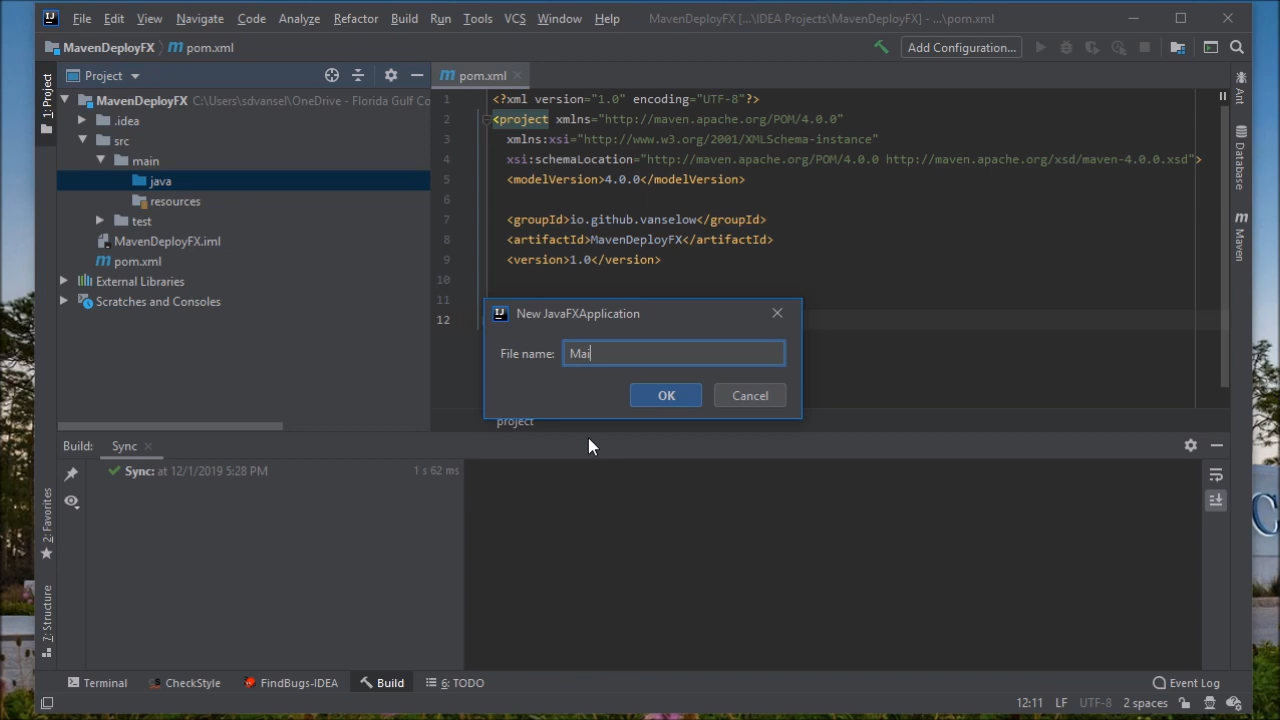 File Edit View Navigate Code Analyze Refactor Build Run Tools VCS Window Help MavenDeployFX [...\IDEA Projects\MavenDeployFX] - ...\pom.xml
MavenDeployFX pom.xml Add Configuration...
1: Project
Project
pom.xml
MavenDeployFX C:\Users\sdvansel\OneDrive - Florida Gulf Co
.idea
src
main
java
resources
test
MavenDeployFX.iml
pom.xml
External Libraries
Scratches and Consoles
1 <?xml version="1.0" encoding="UTF-8"?>
2 <project xmlns="http://maven.apache.org/POM/4.0.0"
3 xmlns:xsi="http://www.w3.org/2001/XMLSchema-instance"
4 xsi:schemaLocation="http://maven.apache.org/POM/4.0.0 http://maven.apache.org/xsd/maven-4.0.0.xsd">
5 <modelVersion>4.0.0</modelVersion>
6
7 <groupId>io.github.vanselow</groupId>
8 <artifactId>MavenDeployFX</artifactId>
9 <version>1.0</version>
10
11
12
New JavaFXApplication
File name: Mai
OK Cancel
project
Ant
Database
Maven
Build: Sync
Sync: at 12/1/2019 5:28 PM 1 s 62 ms
2: Favorites
7: Structure
Terminal CheckStyle FindBugs-IDEA Build 6: TODO Event Log
12:11 LF UTF-8 2 spaces